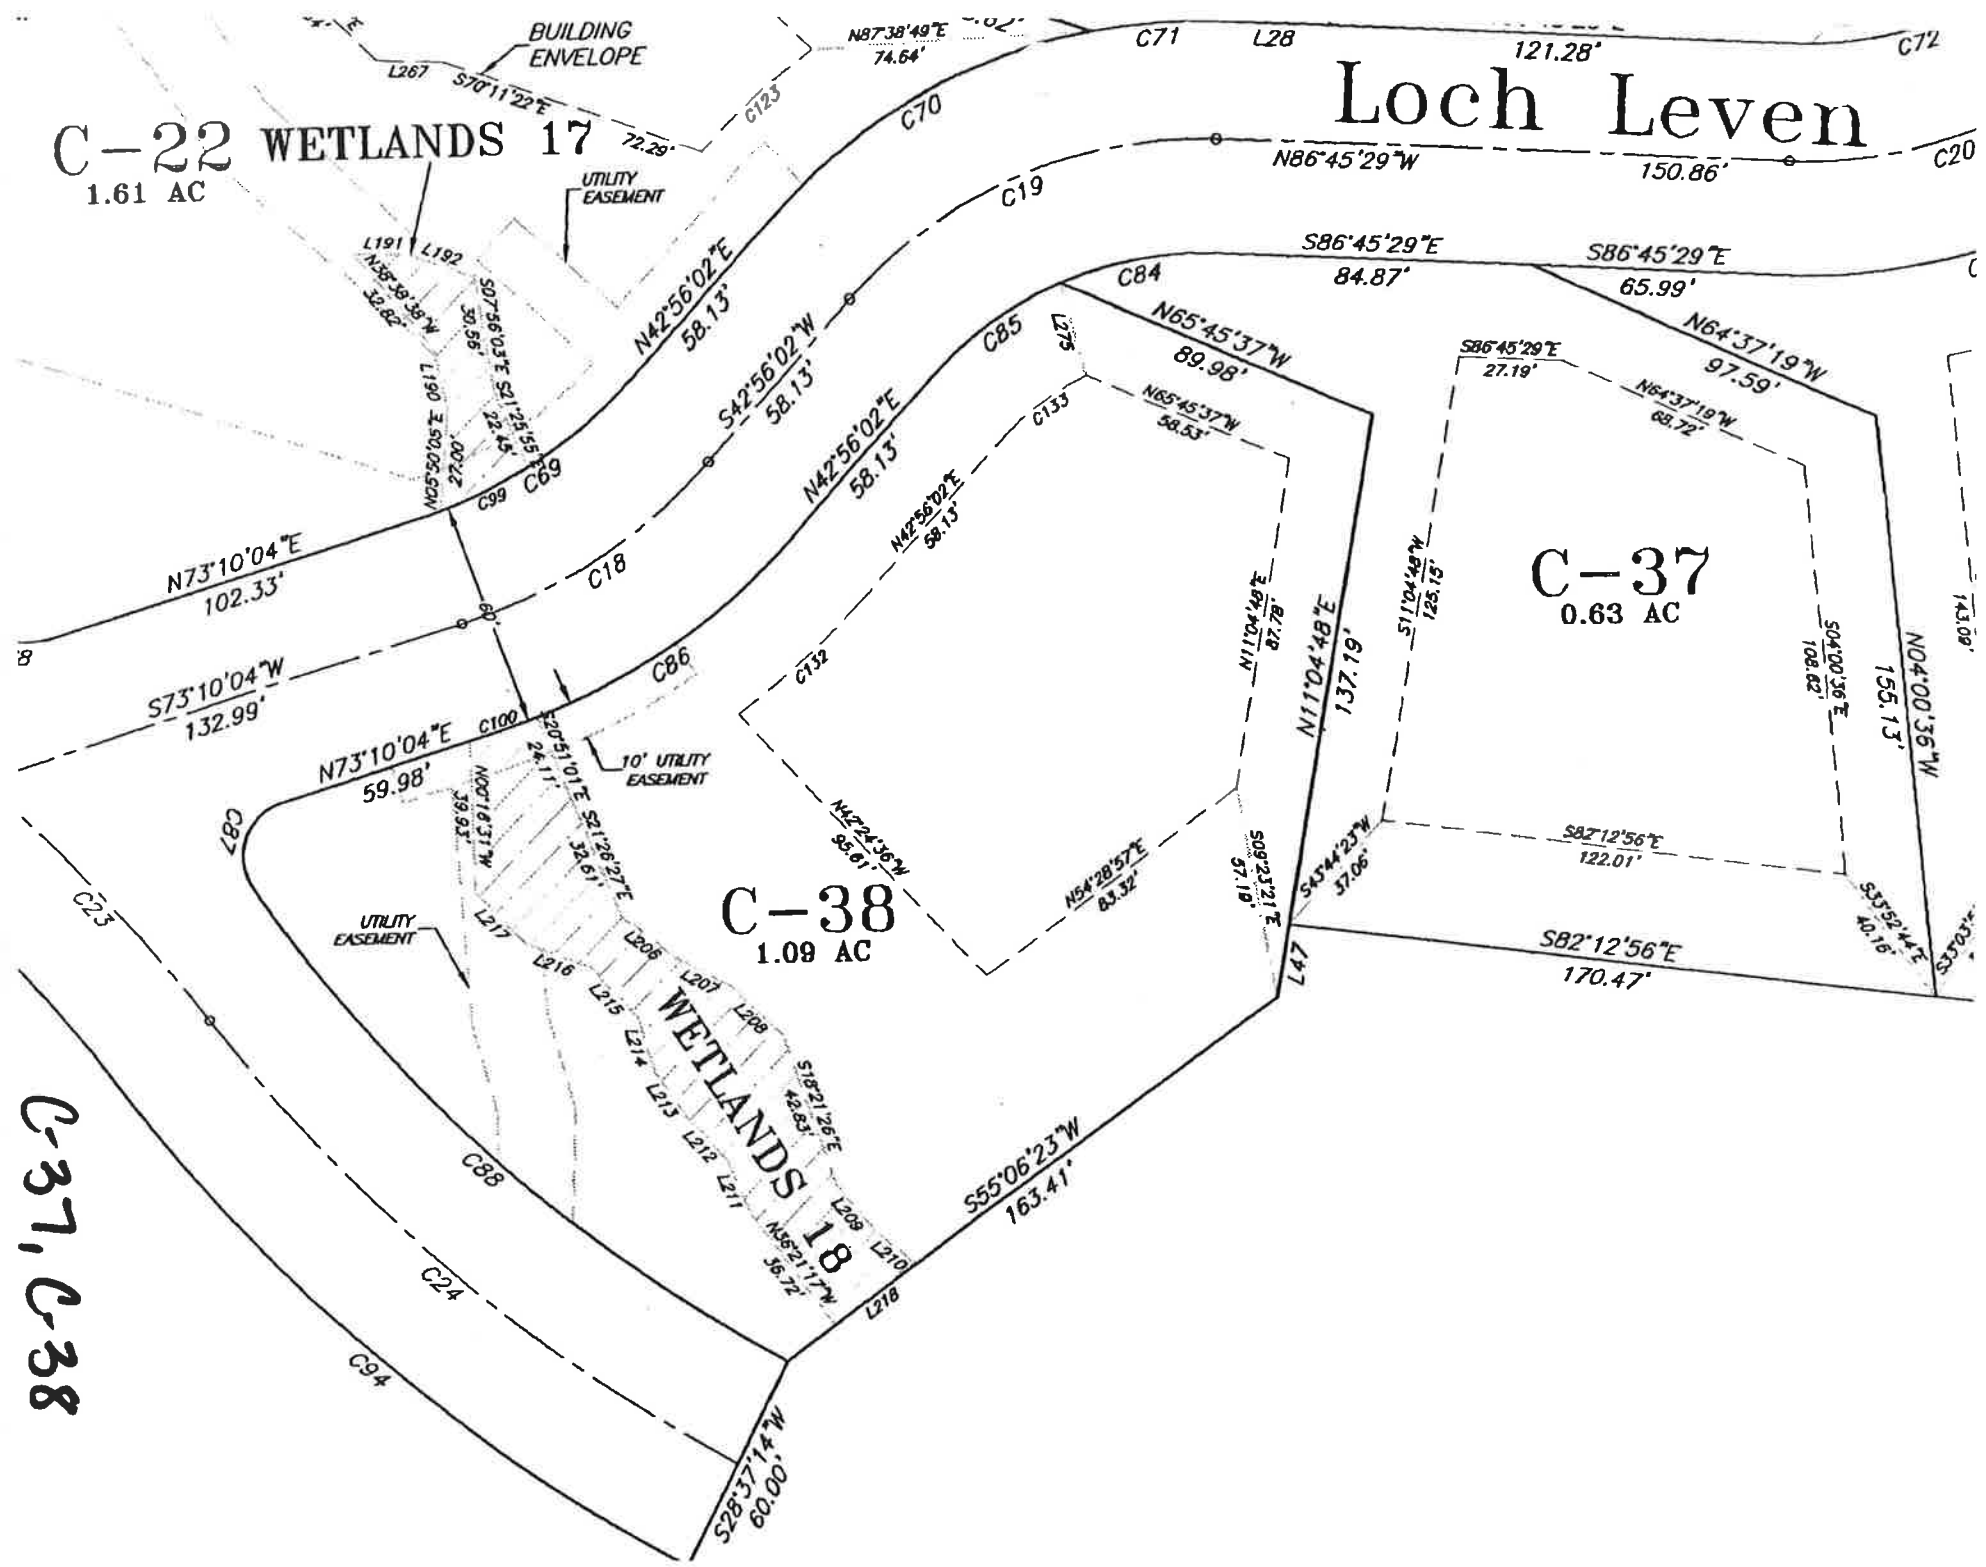 BUILDING
ENVELOPE
L267
S70°11'22"E
72.29'
C123
N87°38'49"E
74.64'
C70
C71
L28
121.28'
C72
Loch Leven
C-22
1.61 AC
WETLANDS 17
UTILITY
EASEMENT
L191
L192
N38°38'38"W
32.82'
S07°56'03"E
30.56'
S21°25'55"E
22.45'
L190
N05°50'05"E
27.00'
C99
C69
N42°56'02"E
58.13'
S42°56'02"W
58.13'
N42°56'02"E
58.13'
C19
N86°45'29"W
150.86'
C20
S86°45'29"E
84.87'
S86°45'29"E
65.99'
C84
C85
L275
N65°45'37"W
89.98'
N64°37'19"W
97.59'
S86°45'29"E
27.19'
N64°37'19"W
68.72'
N65°45'37"W
58.53'
C133
N42°56'02"E
58.13'
C132
N11°04'48"E
87.78'
N11°04'48"E
137.19'
S11°04'48"W
125.15'
C-37
0.63 AC
S04°00'36"E
108.62'
N04°00'36"W
155.13'
143.09'
N73°10'04"E
102.33'
S73°10'04"W
132.99'
C18
60'
C86
C100
N73°10'04"E
59.98'
C87
10' UTILITY
EASEMENT
S20°51'01"E
24.11'
S21°26'27"E
32.61'
N00°16'31"W
39.93'
UTILITY
EASEMENT
C-38
1.09 AC
N42°24'36"W
95.61'
N54°28'57"E
83.32'
S09°23'21"E
57.19'
S43°44'23"W
37.06'
S82°12'56"E
122.01'
S33°52'44"E
40.16'
S82°12'56"E
170.47'
L47
L217
L216
L215
L214
L213
L212
L211
L206
L207
L208
WETLANDS 18
S18°21'26"E
42.83'
L209
L210
N36°21'17"W
36.72'
L218
S55°06'23"W
163.41'
C23
C88
C24
C94
S28°37'14"W
60.00'
C-37, C-38